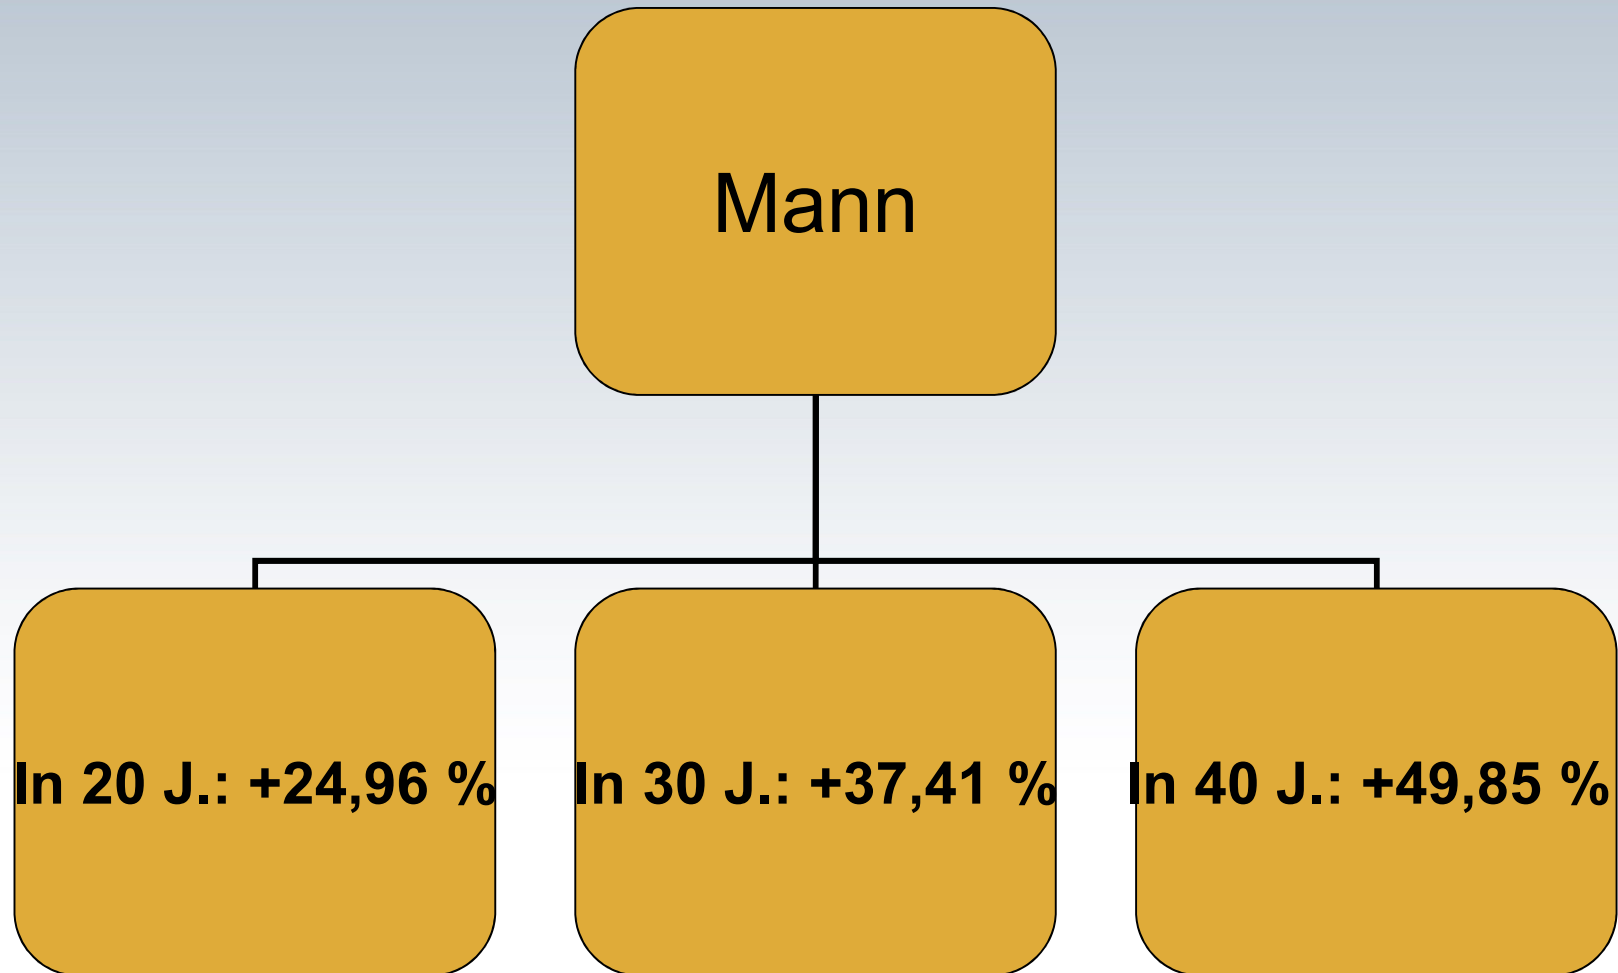 Mann
In 20 J.: +24,96 %
In 30 J.: +37,41 %
In 40 J.: +49,85 %